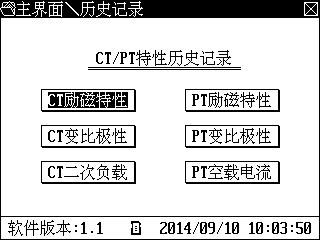 主界面\历史记录
CT/PT特性历史记录
CT励磁特性 PT励磁特性
CT变比极性 PT变比极性
CT二次负载 PT空载电流
软件版本:1.1 2014/09/10 10:03:50